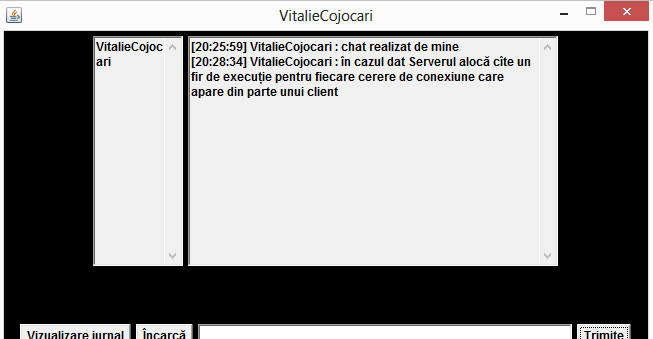 VitalieCojocari
VitalieCojoc
ari
[20:25:59] VitalieCojocari : chat realizat de mine
[20:28:34] VitalieCojocari : în cazul dat Serverul alocă cîte un
fir de execuție pentru fiecare cerere de conexiune care
apare din parte unui client
Vizualizare jurnal
Încarcă
Trimite